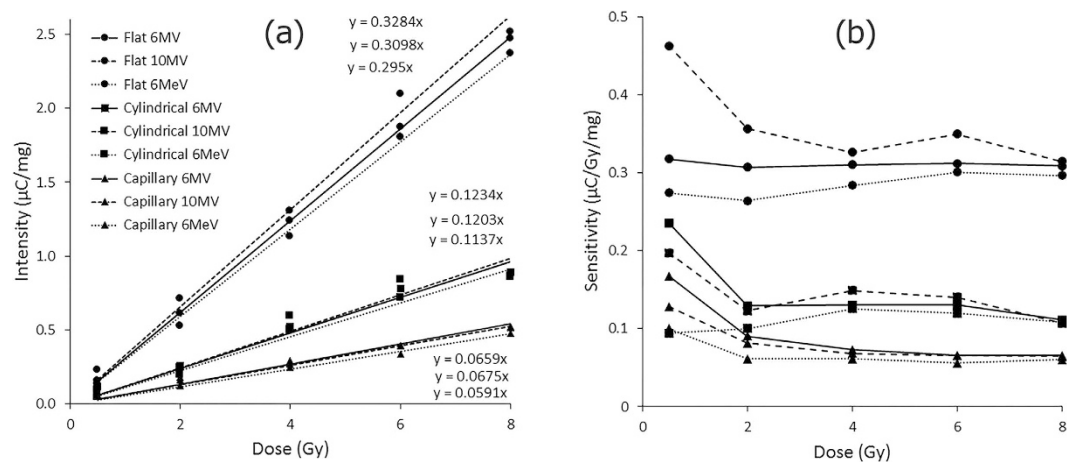 (a)
y = 0.3284x
y = 0.3098x
y = 0.295x
Flat 6MV
Flat 10MV
Flat 6MeV
Cylindrical 6MV
Cylindrical 10MV
Cylindrical 6MeV
Capillary 6MV
Capillary 10MV
Capillary 6MeV
y = 0.1234x
y = 0.1203x
y = 0.1137x
y = 0.0659x
y = 0.0675x
y = 0.0591x
Intensity (µC/mg)
2.5
2.0
1.5
1.0
0.5
0.0
2
4
6
8
Dose (Gy)
(b)
Sensitivity (µC/Gy/mg)
0.5
0.4
0.3
0.2
0.1
0
0
2
4
6
8
Dose (Gy)